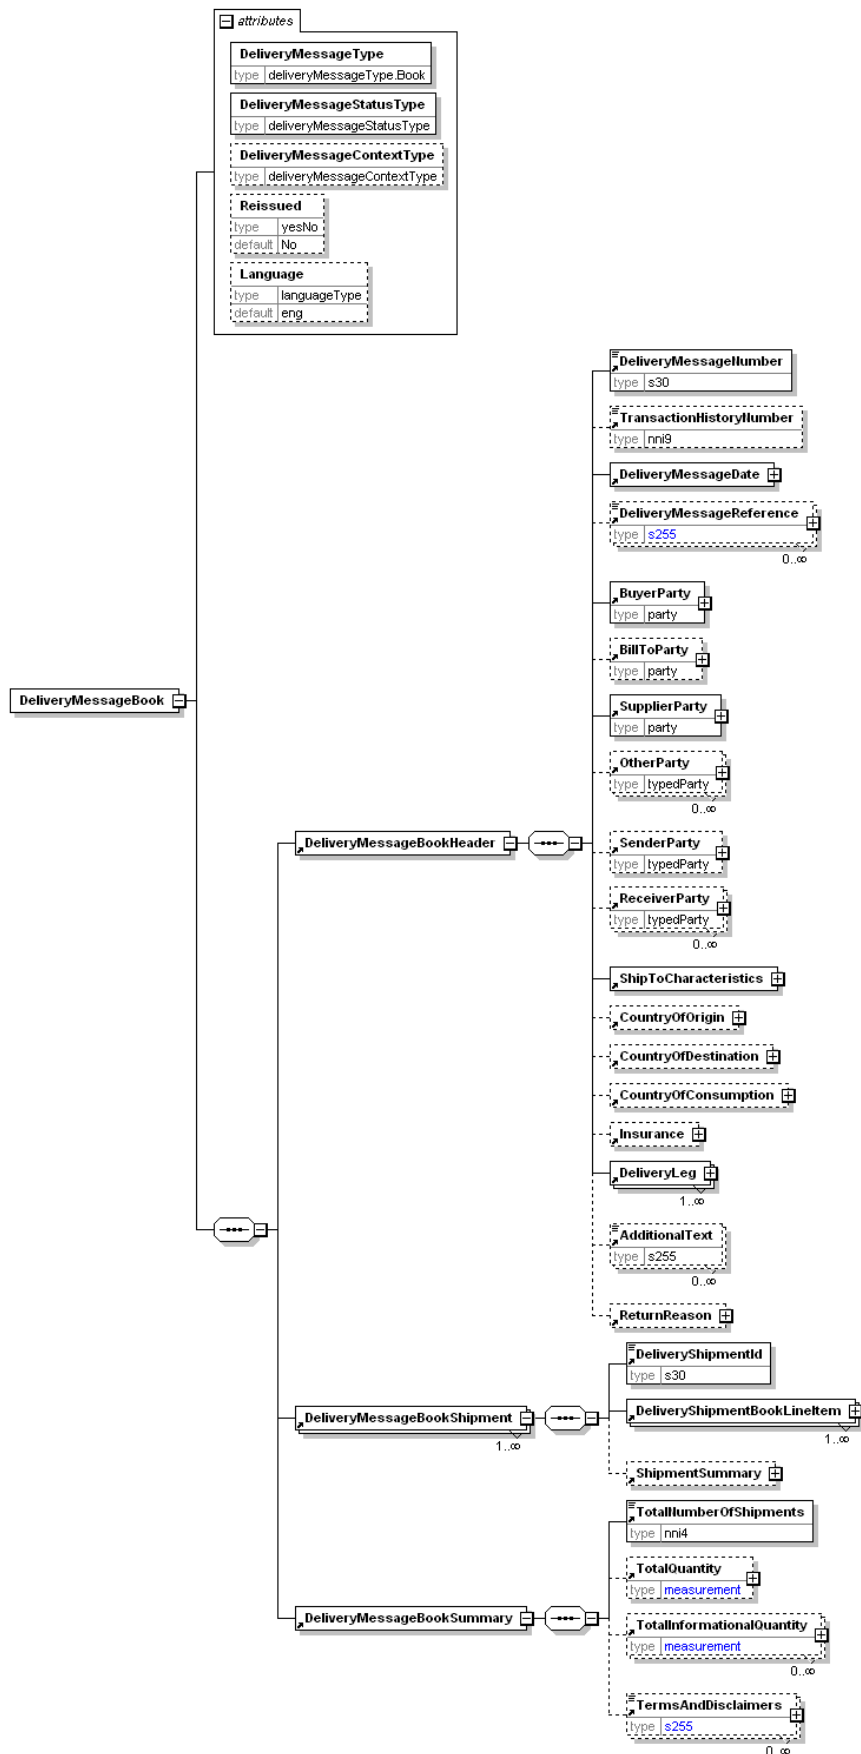 attributes
DeliveryMessageType
type deliveryMessageType.Book
DeliveryMessageStatusType
type deliveryMessageStatusType
DeliveryMessageContextType
type deliveryMessageContextType
Reissued
type yesNo
default No
Language
type languageType
default eng
DeliveryMessageBook
DeliveryMessageBookHeader
DeliveryMessageNumber
type s30
TransactionHistoryNumber
type nni9
DeliveryMessageDate
DeliveryMessageReference
type s255
0..∞
BuyerParty
type party
BillToParty
type party
SupplierParty
type party
OtherParty
type typedParty
0..∞
SenderParty
type typedParty
ReceiverParty
type typedParty
0..∞
ShipToCharacteristics
CountryOfOrigin
CountryOfDestination
CountryOfConsumption
Insurance
DeliveryLeg
1..∞
AdditionalText
type s255
0..∞
ReturnReason
DeliveryMessageBookShipment
1..∞
DeliveryShipmentId
type s30
DeliveryShipmentBookLineItem
1..∞
ShipmentSummary
DeliveryMessageBookSummary
TotalNumberOfShipments
type nni4
TotalQuantity
type measurement
TotalInformationalQuantity
type measurement
0..∞
TermsAndDisclaimers
type s255
0..∞